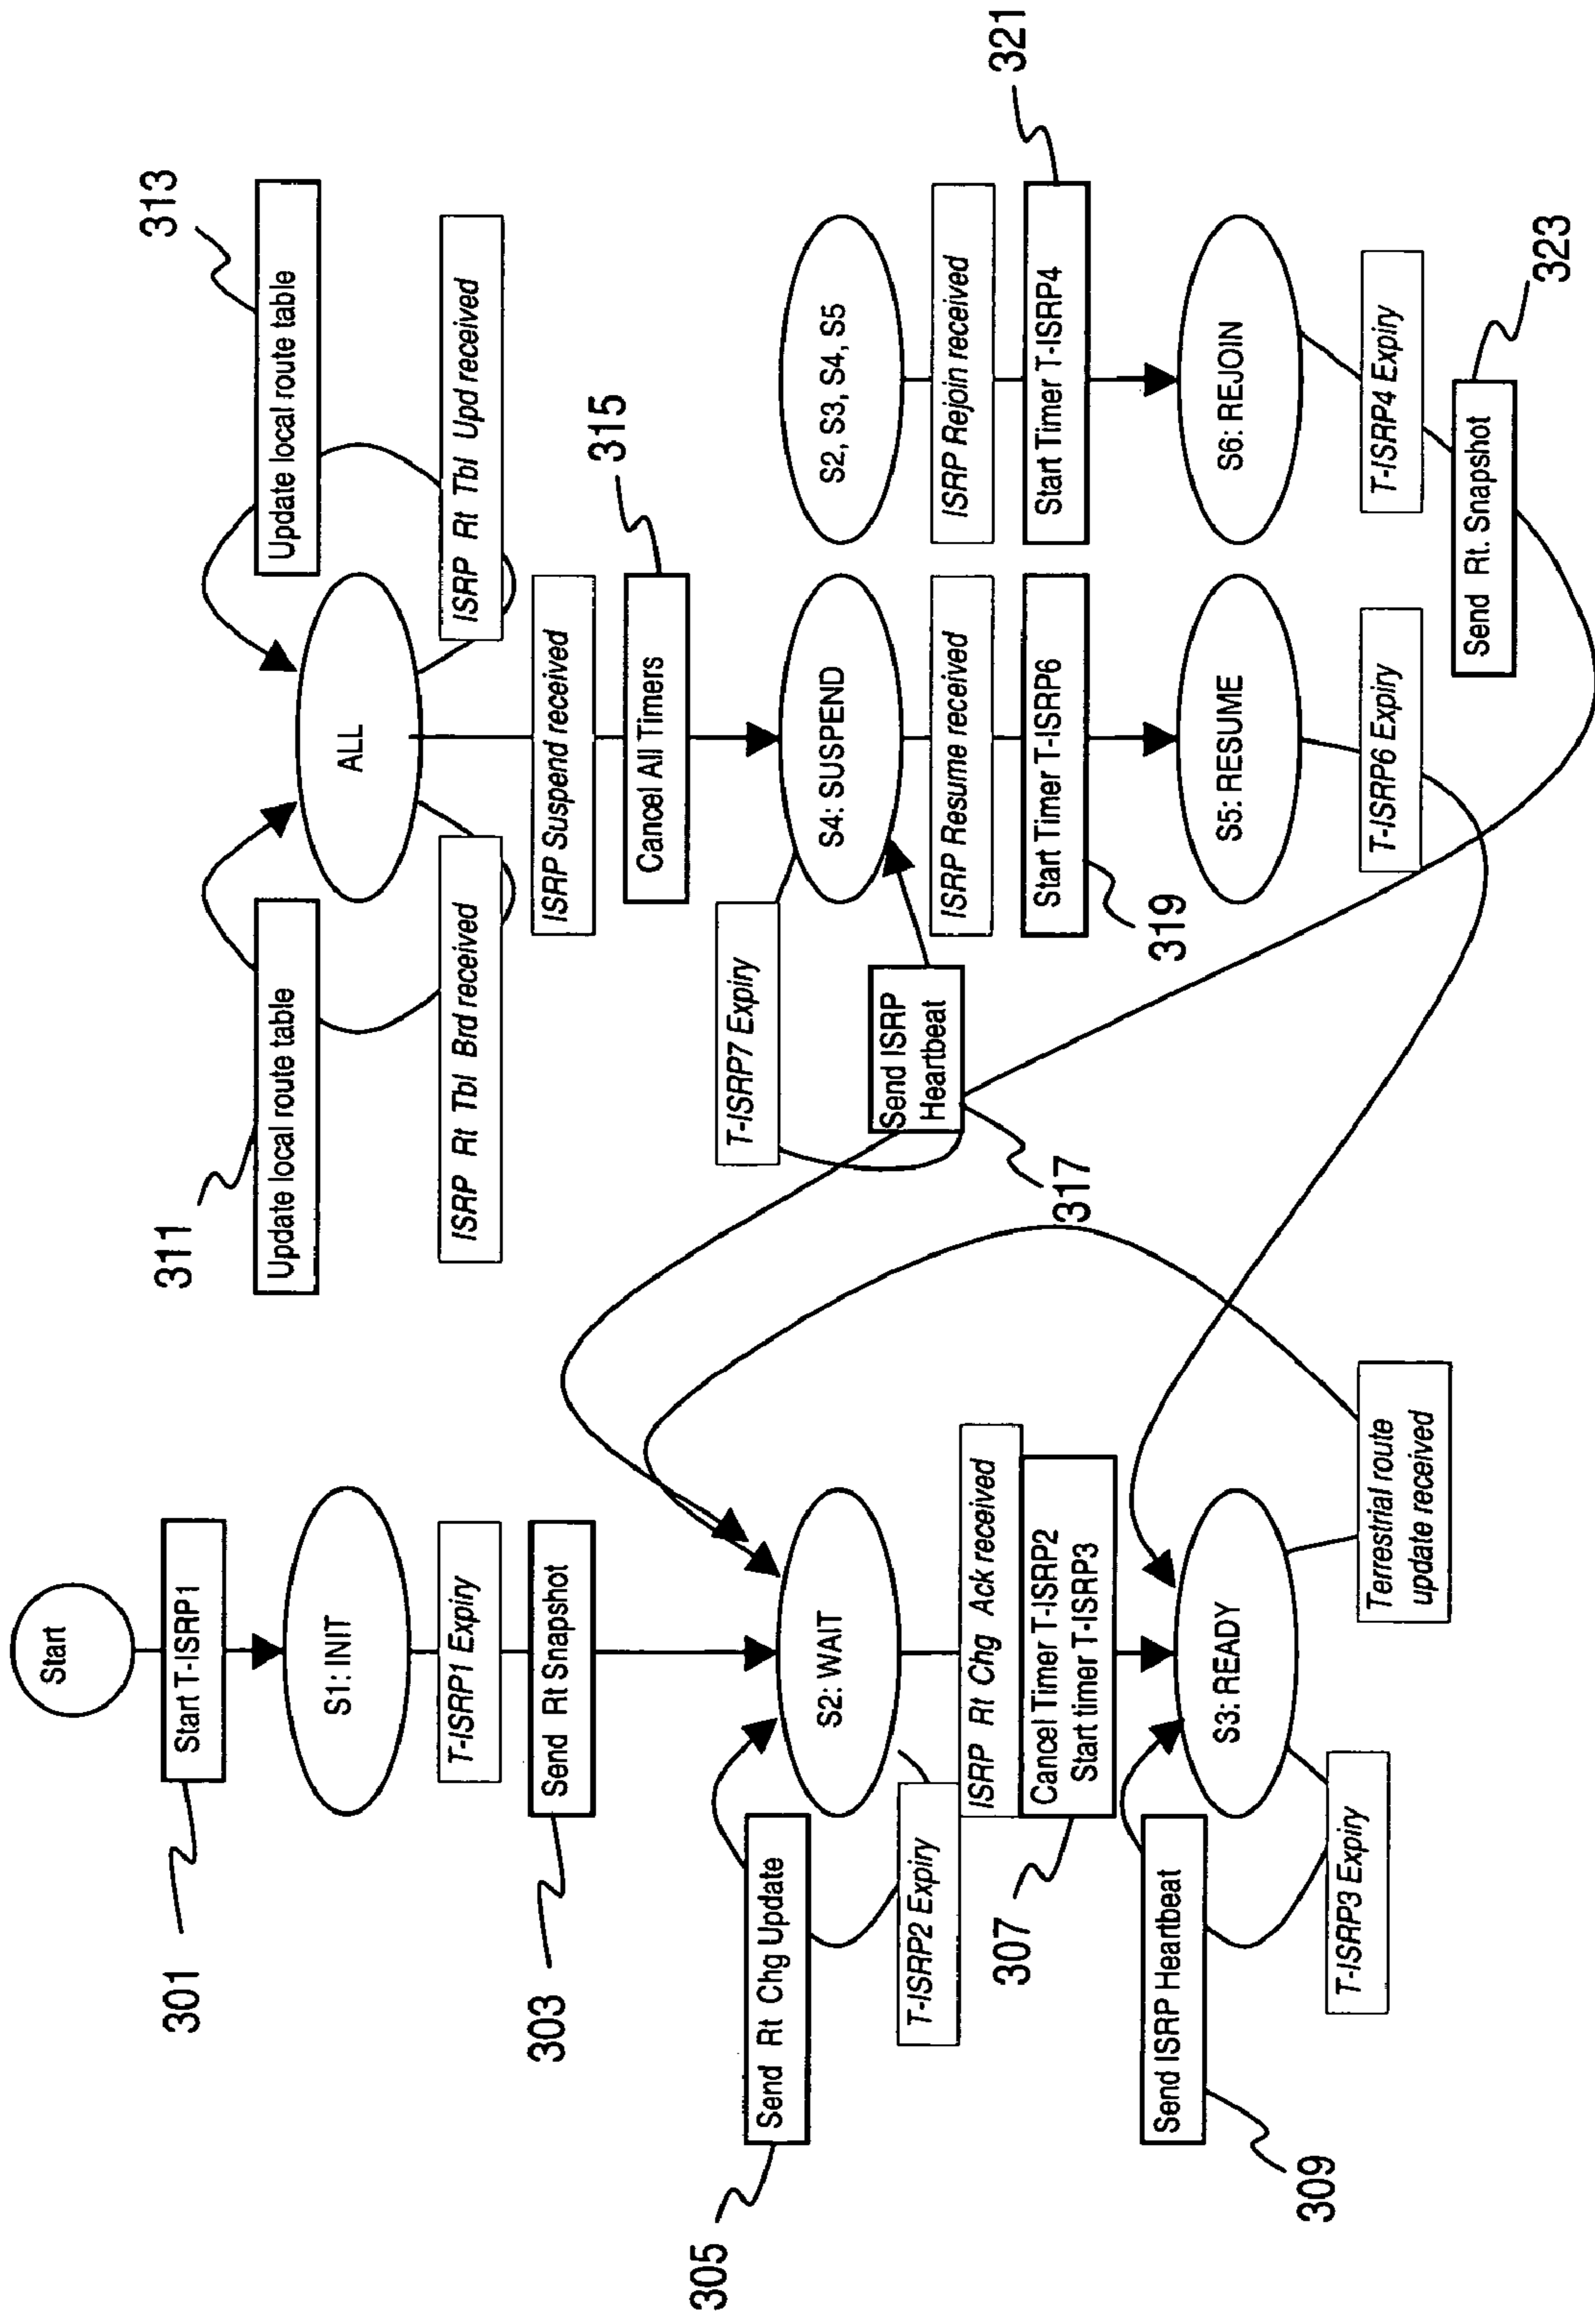 Start
301
Start T-ISRP1
S1: INIT
T-ISRP1 Expiry
303
Send Rt Snapshot
305
Send Rt Chg Update
S2: WAIT
T-ISRP2 Expiry
ISRP Rt Chg Ack received
307
Cancel Timer T-ISRP2
Start timer T-ISRP3
309
Send ISRP Heartbeat
S3: READY
T-ISRP3 Expiry
Terrestrial route
update received
311
Update local route table
ISRP Rt Tbl Brd received
ALL
313
Update local route table
ISRP Rt Tbl Upd received
ISRP Suspend received
315
Cancel All Timers
T-ISRP7 Expiry
S4: SUSPEND
Send ISRP
Heartbeat
317
ISRP Resume received
319
Start Timer T-ISRP6
S5: RESUME
T-ISRP6 Expiry
S2, S3, S4, S5
ISRP Rejoin received
321
Start Timer T-ISRP4
S6: REJOIN
T-ISRP4 Expiry
323
Send Rt. Snapshot